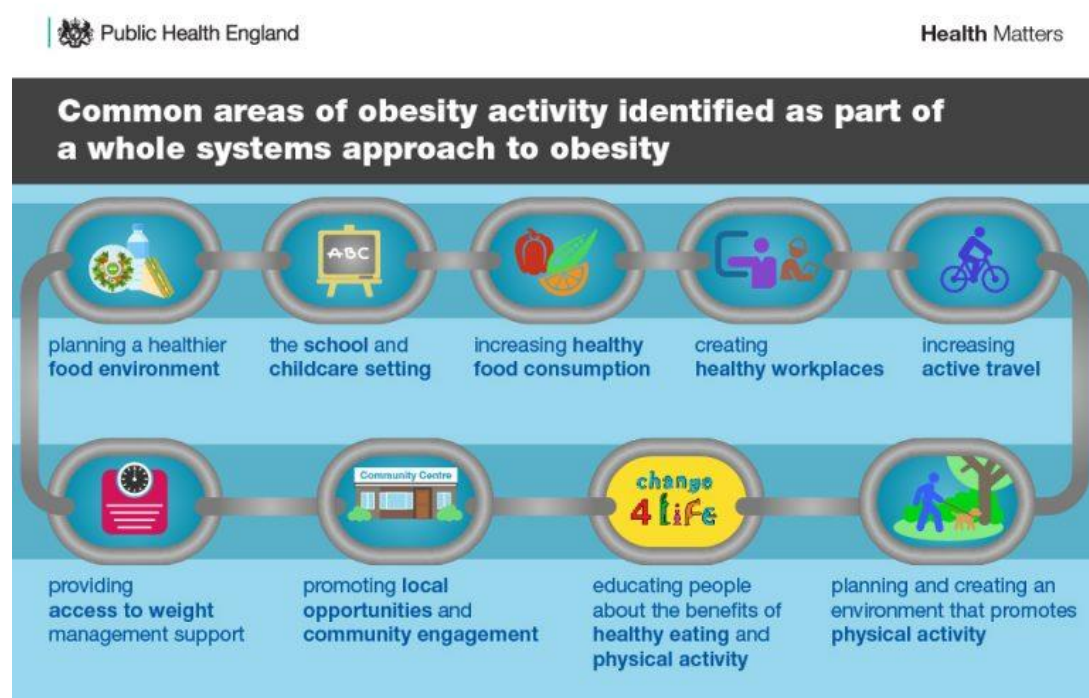 Public Health England
Health Matters
Common areas of obesity activity identified as part of
a whole systems approach to obesity
ABC
planning a healthier
food environment
the school and
childcare setting
increasing healthy
food consumption
creating
healthy workplaces
increasing
active travel
Community Centre
change
4 life
providing
access to weight
management support
promoting local
opportunities and
community engagement
educating people
about the benefits of
healthy eating and
physical activity
planning and creating an
environment that promotes
physical activity